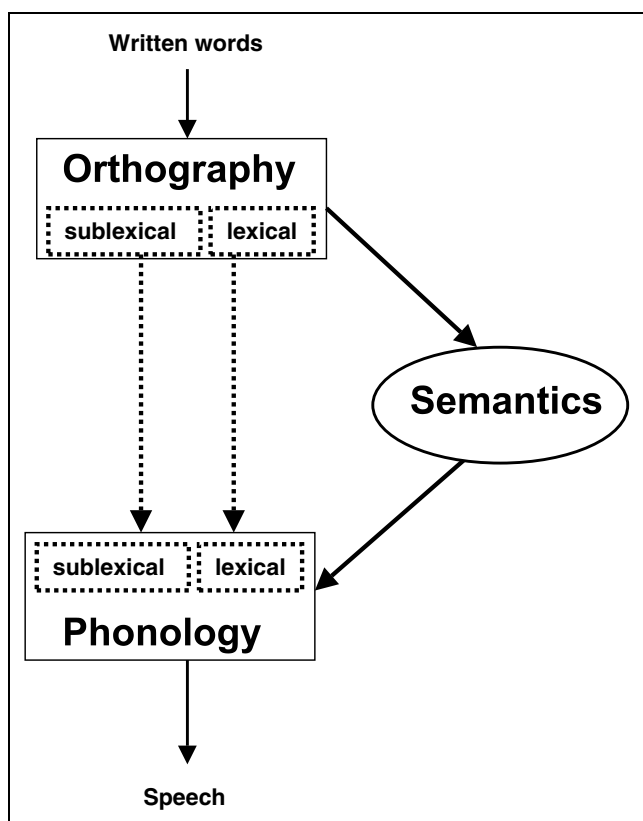 Written words
Orthography
sublexical lexical
Semantics
sublexical lexical
Phonology
Speech